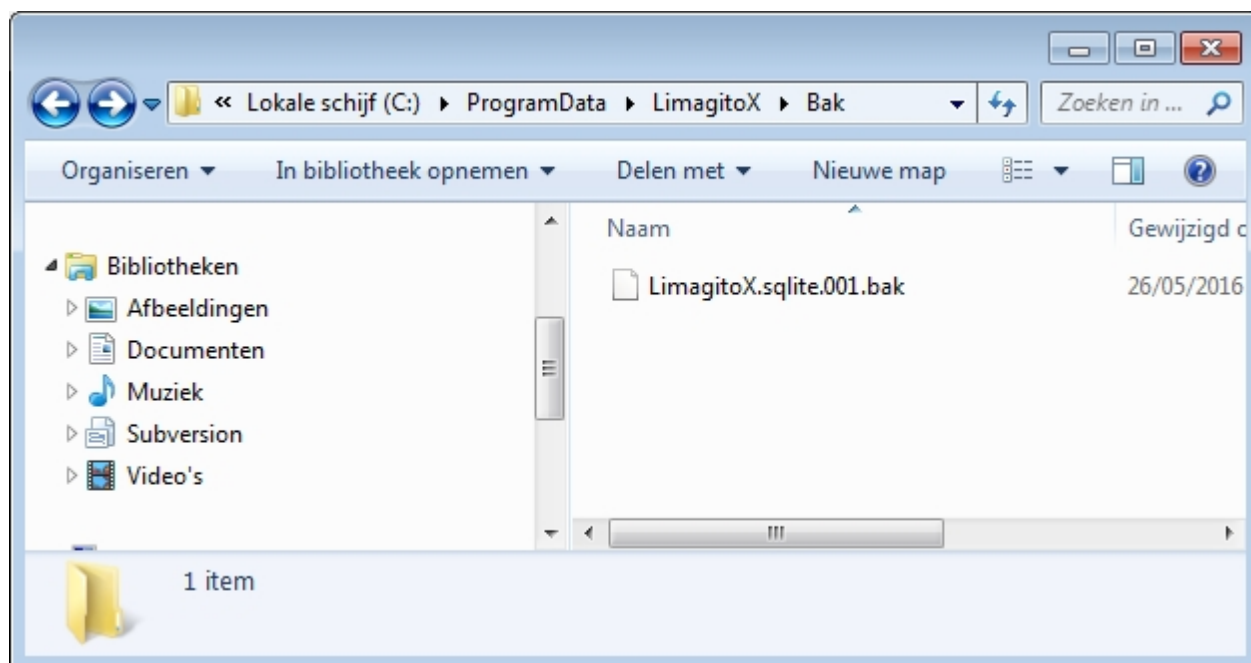 « Lokale schijf (C:) ▸ ProgramData ▸ LimagitoX ▸ Bak
Zoeken in ...
Organiseren
In bibliotheek opnemen
Delen met
Nieuwe map
Naam
Gewijzigd o
Bibliotheken
Afbeeldingen
Documenten
Muziek
Subversion
Video's
LimagitoX.sqlite.001.bak
26/05/2016
1 item